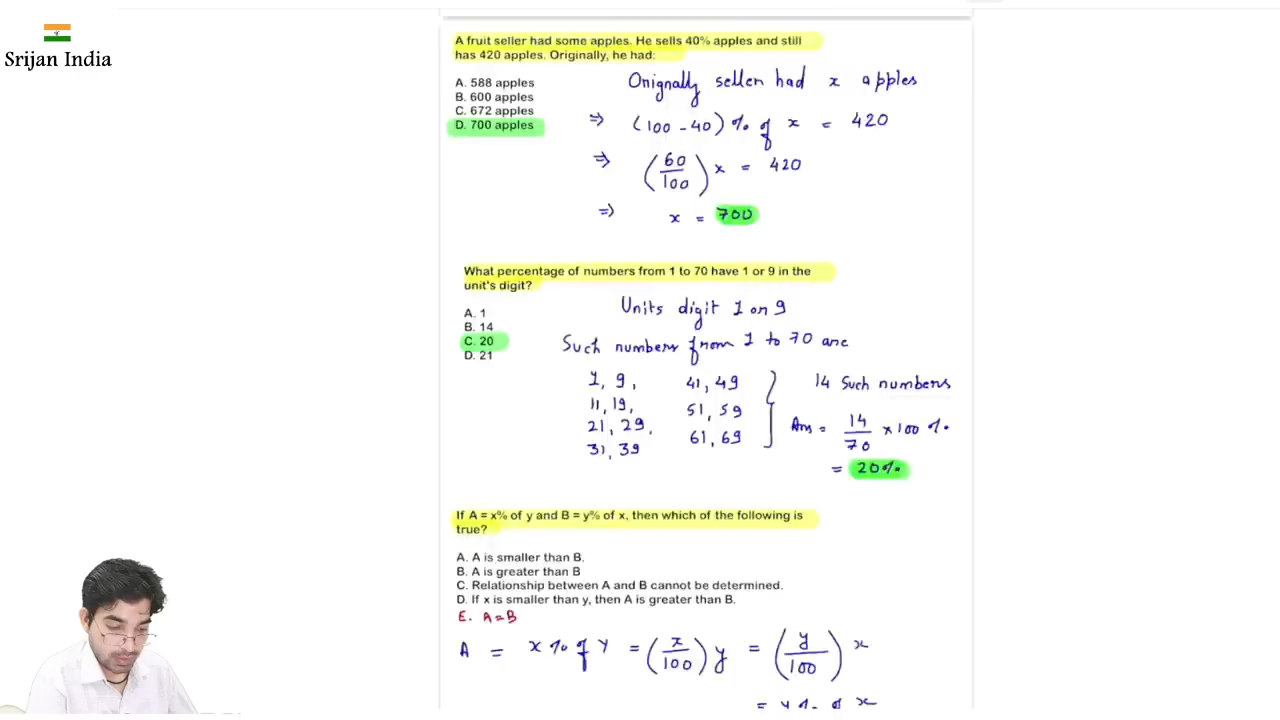 Srijan India
A fruit seller had some apples. He sells 40% apples and still
has 420 apples. Originally, he had:
A. 588 apples
B. 600 apples
C. 672 apples
D. 700 apples
Orignally seller had x apples
⇒ (100 - 40) % of x = 420
⇒ (60/100) x = 420
⇒ x = 700
What percentage of numbers from 1 to 70 have 1 or 9 in the
unit's digit?
A. 1
B. 14
C. 20
D. 21
Units digit 1 or 9
Such numbers from 1 to 70 are
1, 9, 41, 49
11, 19, 51, 59
21, 29, 61, 69
31, 39
14 Such numbers
Ans = 14/70 × 100 %
= 20%
If A = x% of y and B = y% of x, then which of the following is
true?
A. A is smaller than B.
B. A is greater than B
C. Relationship between A and B cannot be determined.
D. If x is smaller than y, then A is greater than B.
E. A=B
A = x % of y = (x/100) y = (y/100) x
= y % of x